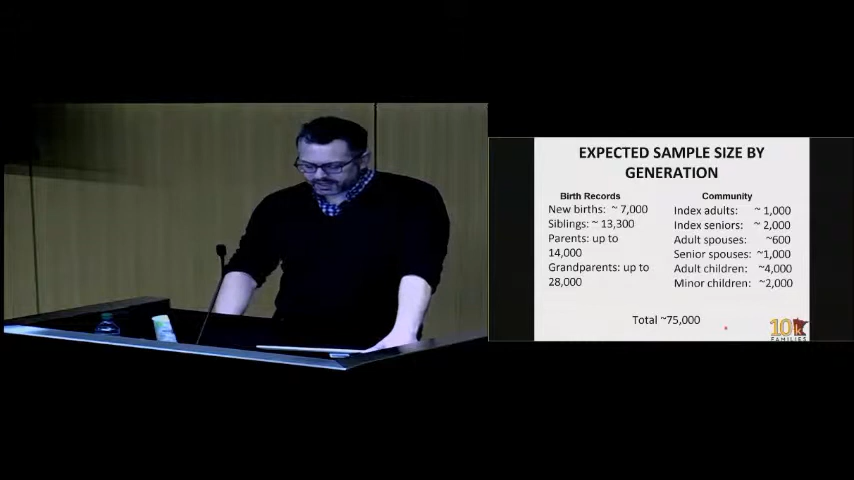 EXPECTED SAMPLE SIZE BY
GENERATION
Birth Records
New births: ~ 7,000
Siblings: ~ 13,300
Parents: up to
14,000
Grandparents: up to
28,000
Community
Index adults: ~ 1,000
Index seniors: ~ 2,000
Adult spouses: ~600
Senior spouses: ~1,000
Adult children: ~4,000
Minor children: ~2,000
Total ~75,000
10K
FAMILIES